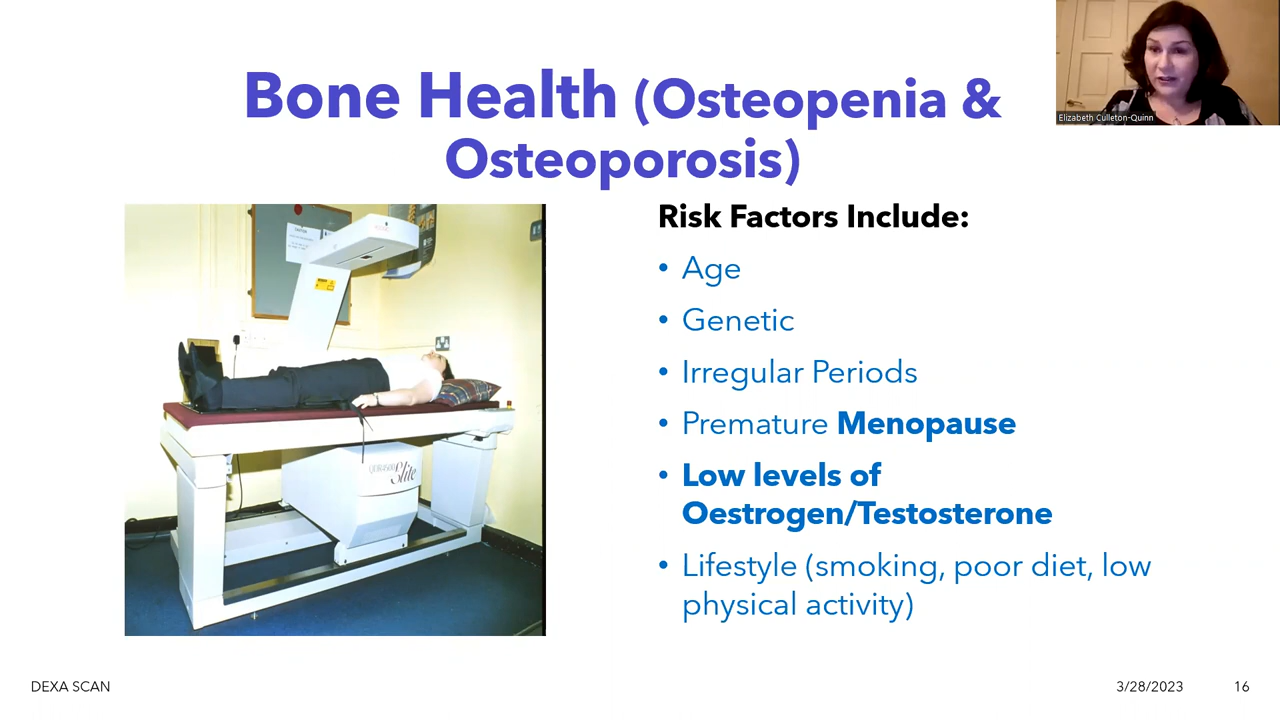 Bone Health (Osteopenia &
Osteoporosis)
Elizabeth Culleton-Quinn
Risk Factors Include:
• Age
• Genetic
• Irregular Periods
• Premature Menopause
• Low levels of
Oestrogen/Testosterone
• Lifestyle (smoking, poor diet, low
physical activity)
Elite
DEXA SCAN
3/28/2023
16